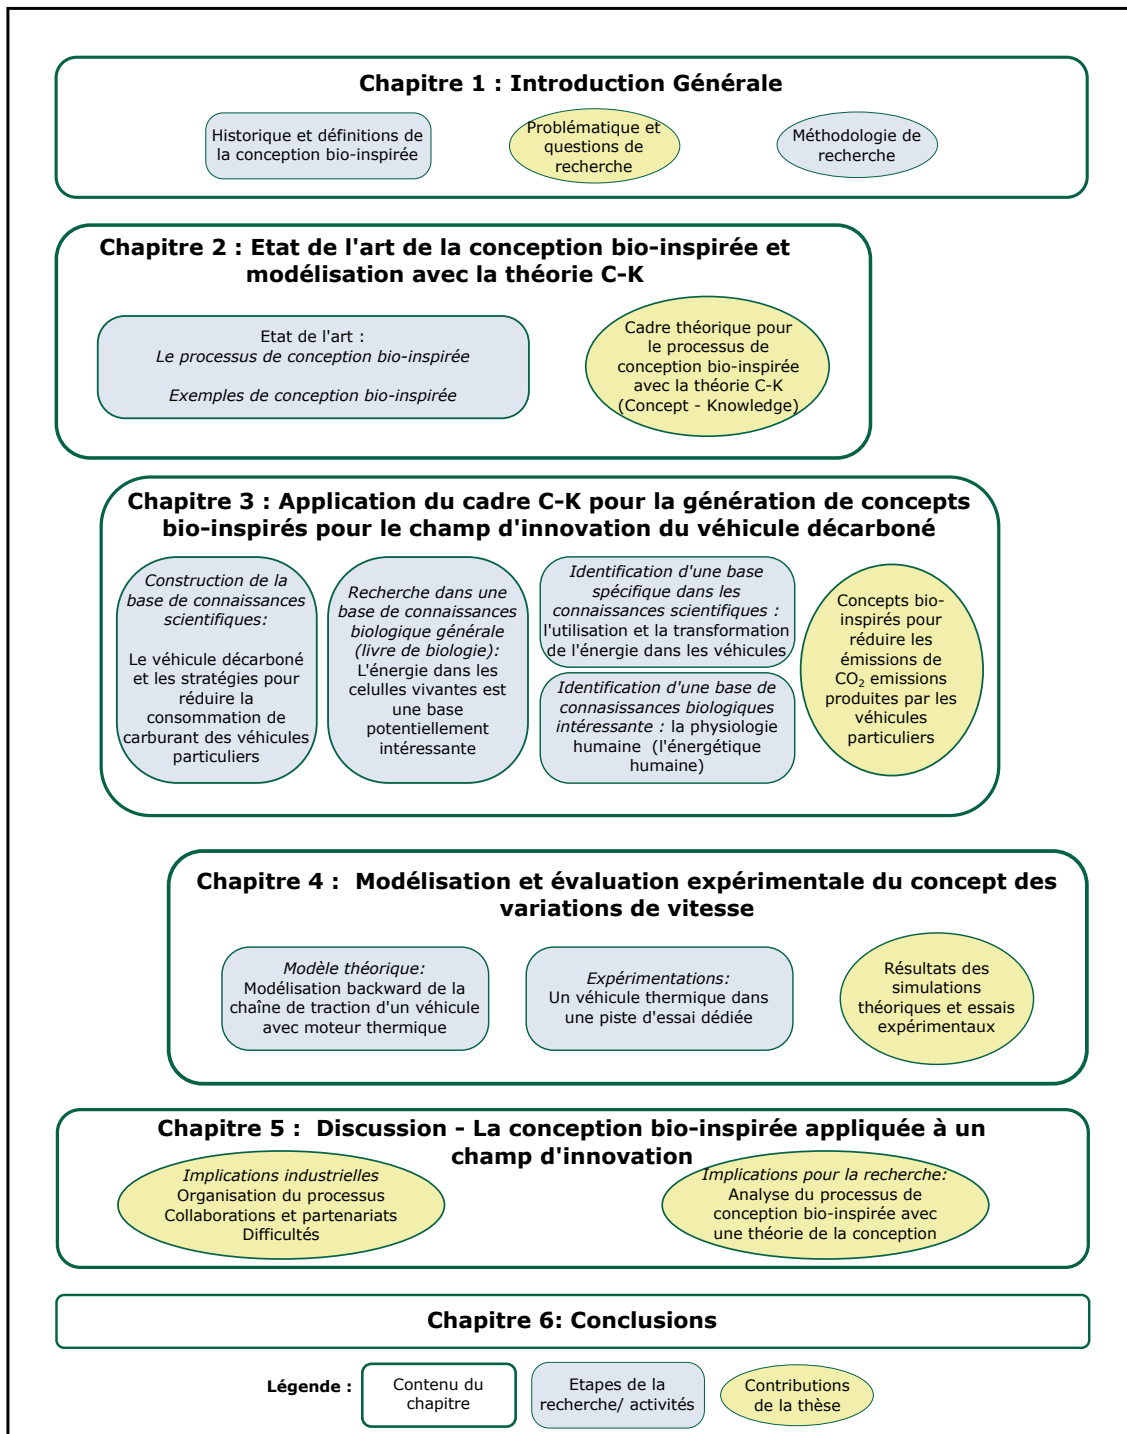 Chapitre 1 : Introduction Générale
Historique et définitions de
la conception bio-inspirée
Problématique et
questions de
recherche
Méthodologie de
recherche
Chapitre 2 : Etat de l'art de la conception bio-inspirée et
modélisation avec la théorie C-K
Etat de l'art :
Le processus de conception bio-inspirée
Exemples de conception bio-inspirée
Cadre théorique pour
le processus de
conception bio-inspirée
avec la théorie C-K
(Concept - Knowledge)
Chapitre 3 : Application du cadre C-K pour la génération de concepts
bio-inspirés pour le champ d'innovation du véhicule décarboné
Construction de la
base de connaissances
scientifiques:
Le véhicule décarboné
et les stratégies pour
réduire la
consommation de
carburant des véhicules
particuliers
Recherche dans une
base de connaissances
biologique générale
(livre de biologie):
L'énergie dans les
celulles vivantes est
une base
potentiellement
intéressante
Identification d'une base
spécifique dans les
connaissances scientifiques :
l'utilisation et la transformation
de l'énergie dans les véhicules
Identification d'une base de
connasissances biologiques
intéressante : la physiologie
humaine (l'énergétique
humaine)
Concepts bio-
inspirés pour
réduire les
émissions de
CO₂ emissions
produites par les
véhicules
particuliers
Chapitre 4 : Modélisation et évaluation expérimentale du concept des
variations de vitesse
Modèle théorique:
Modélisation backward de la
chaîne de traction d'un véhicule
avec moteur thermique
Expérimentations:
Un véhicule thermique dans
une piste d'essai dédiée
Résultats des
simulations
théoriques et essais
expérimentaux
Chapitre 5 : Discussion - La conception bio-inspirée appliquée à un
champ d'innovation
Implications industrielles
Organisation du processus
Collaborations et partenariats
Difficultés
Implications pour la recherche:
Analyse du processus de
conception bio-inspirée avec
une théorie de la conception
Chapitre 6: Conclusions
Légende :
Contenu du
chapitre
Etapes de la
recherche/ activités
Contributions
de la thèse